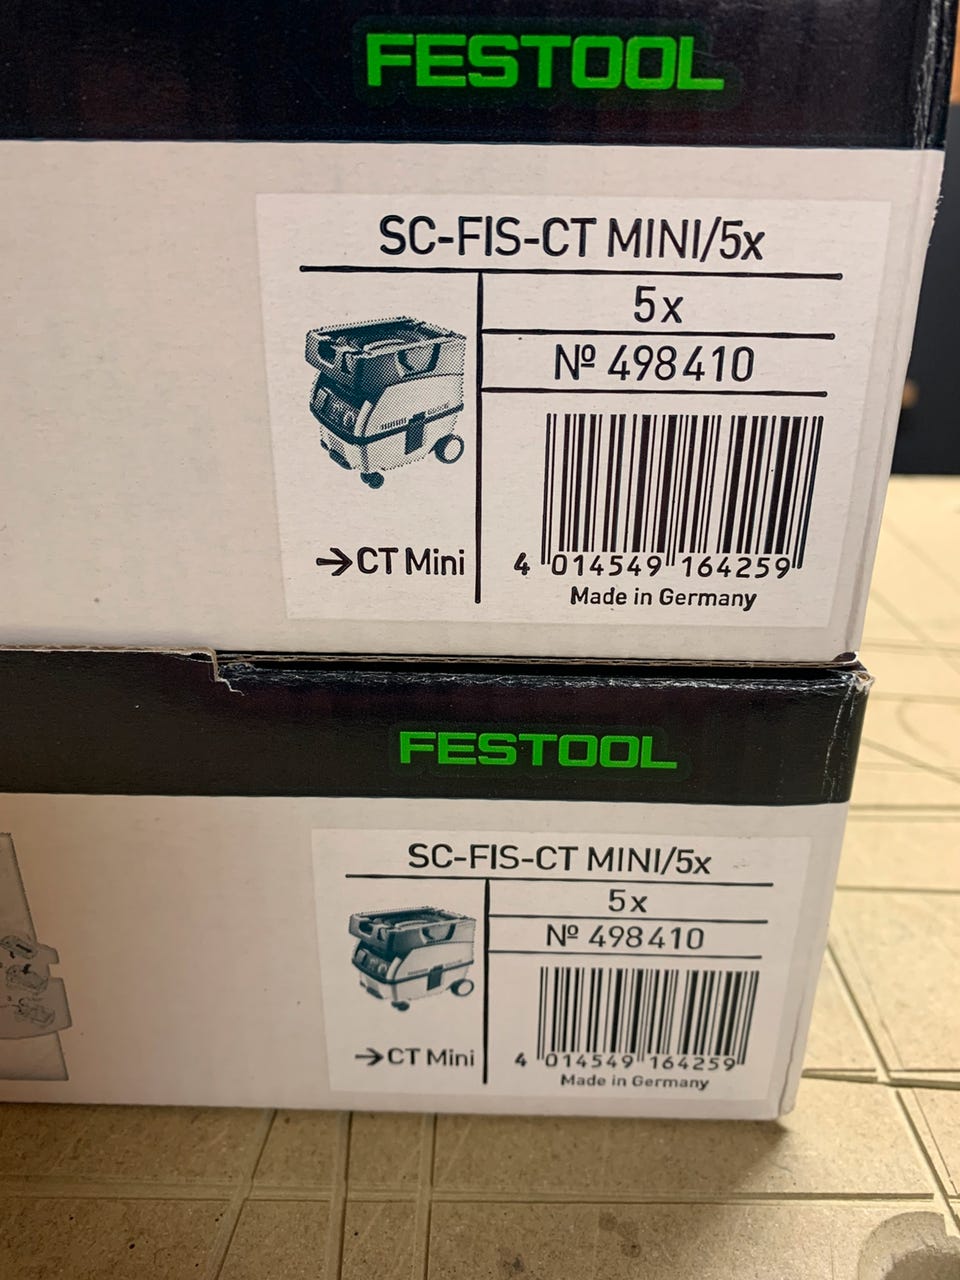 FESTOOL
SC-FIS-CT MINI/5x
5x
Nº 498410
→CT Mini
4 014549 164259
Made in Germany
FESTOOL
SC-FIS-CT MINI/5x
5x
Nº 498410
→CT Mini
4 014549 164259
Made in Germany